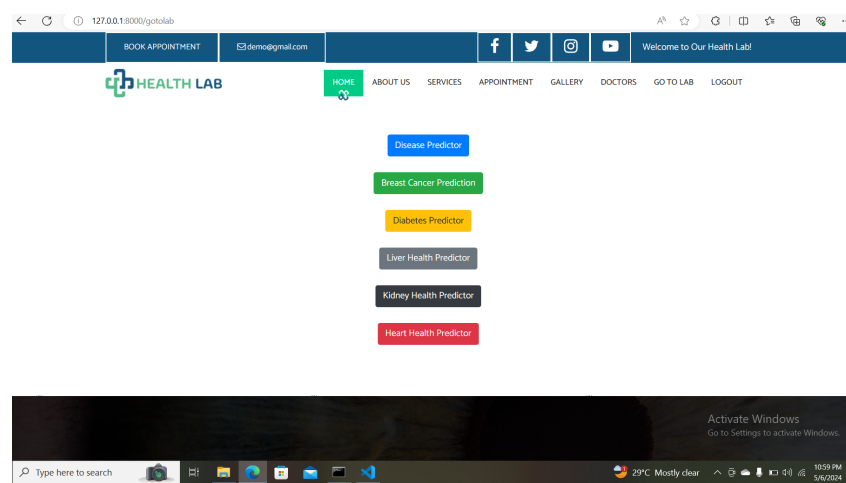 127.0.0.1:8000/gotolab
BOOK APPOINTMENT demo@gmail.com Welcome to Our Health Lab!
HEALTH LAB HOME ABOUT US SERVICES APPOINTMENT GALLERY DOCTORS GO TO LAB LOGOUT
Disease Predictor
Breast Cancer Prediction
Diabetes Predictor
Liver Health Predictor
Kidney Health Predictor
Heart Health Predictor
Activate Windows
Go to Settings to activate Windows.
Type here to search 29°C Mostly clear 10:59 PM
5/6/2024